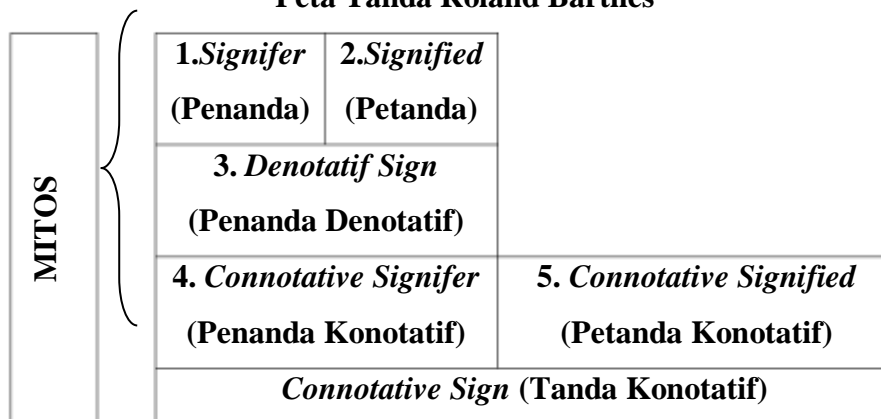 Peta Tanda Roland Barthes
MITOS
1.Signifer
(Penanda)
2.Signified
(Petanda)
3. Denotatif Sign
(Penanda Denotatif)
4. Connotative Signifer
(Penanda Konotatif)
5. Connotative Signified
(Petanda Konotatif)
Connotative Sign (Tanda Konotatif)